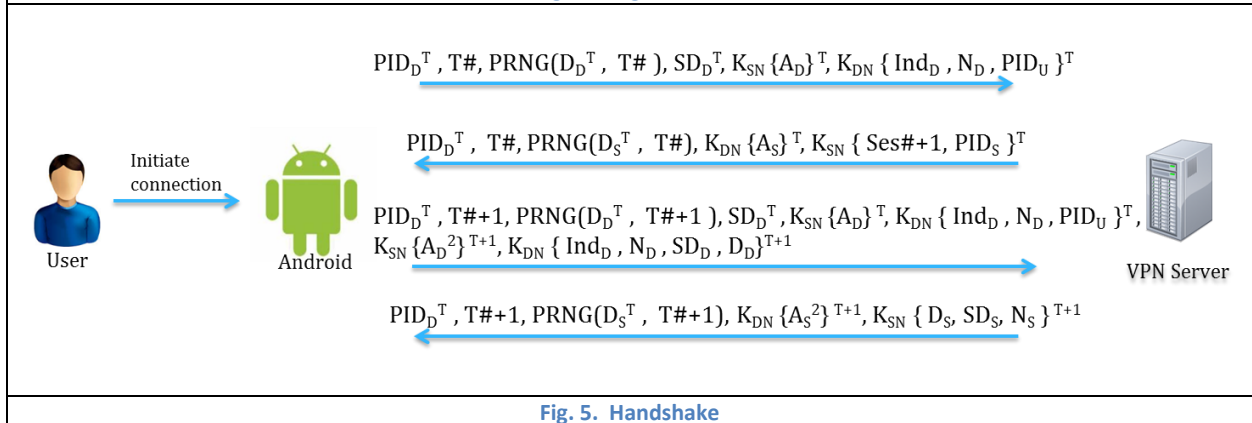 PID_D^T , T#, PRNG(D_D^T , T# ), SD_D^T, K_SN {A_D}^T, K_DN { Ind_D , N_D , PID_U }^T
PID_D^T , T#, PRNG(D_S^T , T#), K_DN {A_S}^T, K_SN { Ses#+1, PID_S }^T
Initiate
connection
PID_D^T , T#+1, PRNG(D_D^T , T#+1 ), SD_D^T, K_SN {A_D}^T, K_DN { Ind_D , N_D , PID_U }^T,
K_SN {A_D^2}^T+1, K_DN { Ind_D , N_D , SD_D , D_D}^T+1
User
Android
VPN Server
PID_D^T , T#+1, PRNG(D_S^T , T#+1), K_DN {A_S^2}^T+1, K_SN { D_S, SD_S, N_S }^T+1
Fig. 5. Handshake